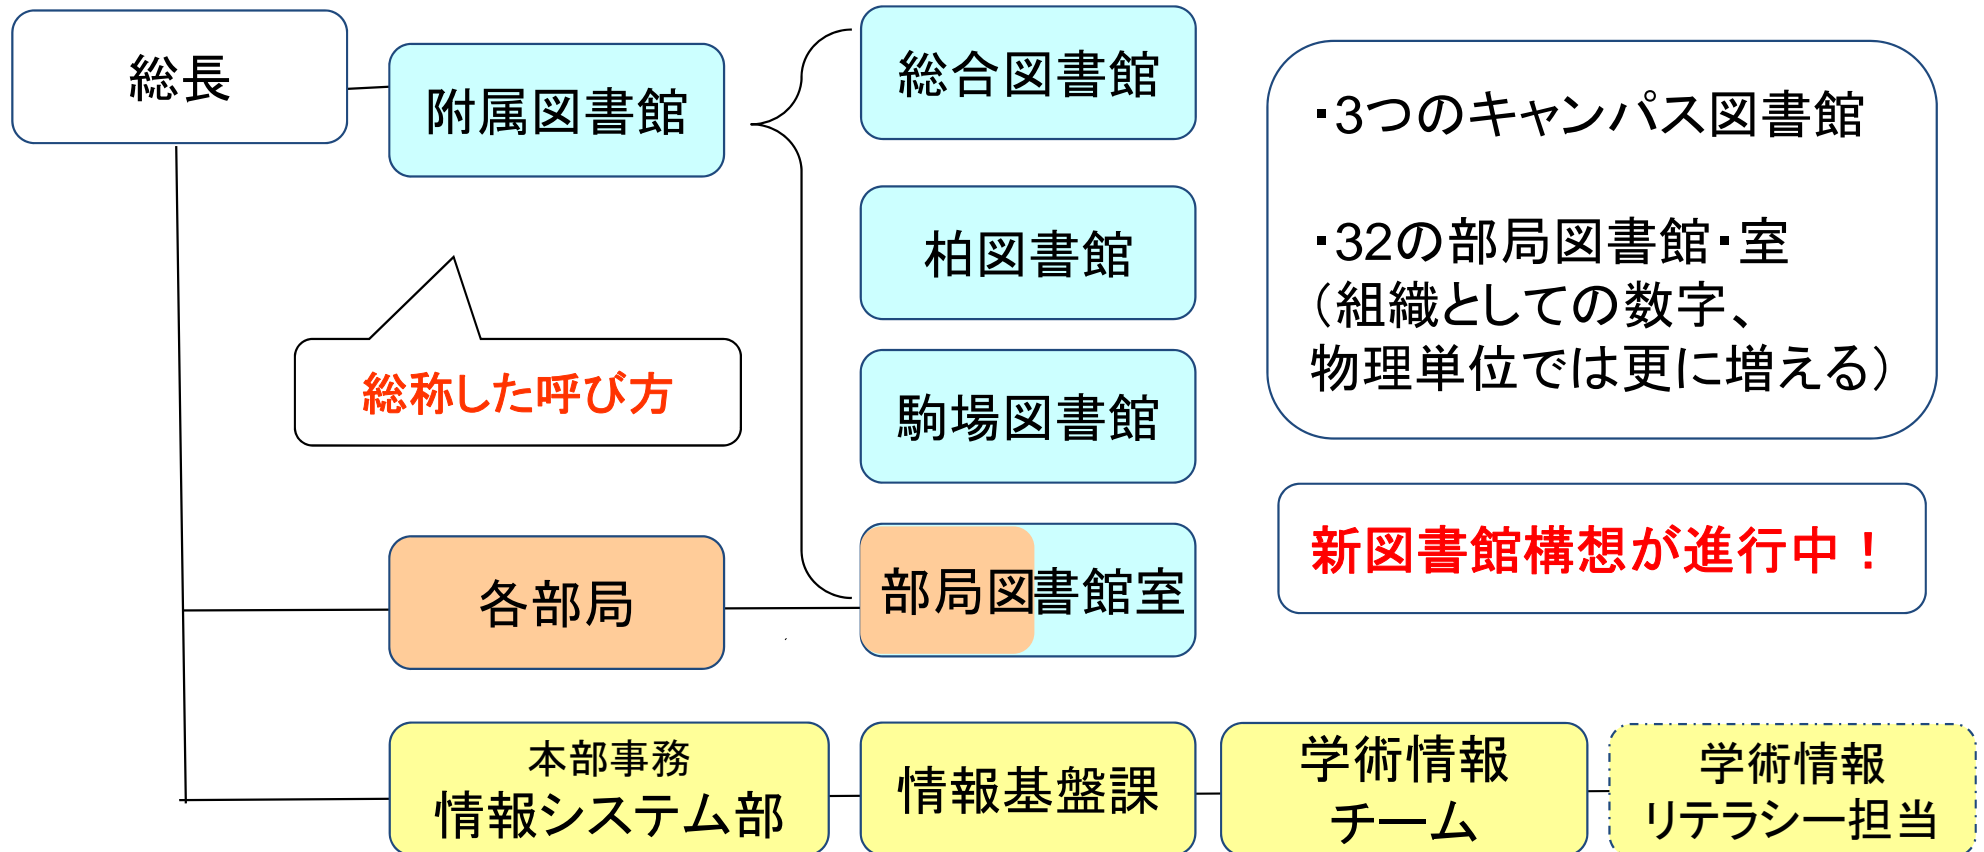 総長
附属図書館
総合図書館
柏図書館
駒場図書館
総称した呼び方
各部局
部局図書館室
・3つのキャンパス図書館
・32の部局図書館・室
（組織としての数字、
物理単位では更に増える）
新図書館構想が進行中！
本部事務
情報システム部
情報基盤課
学術情報
チーム
学術情報
リテラシー担当